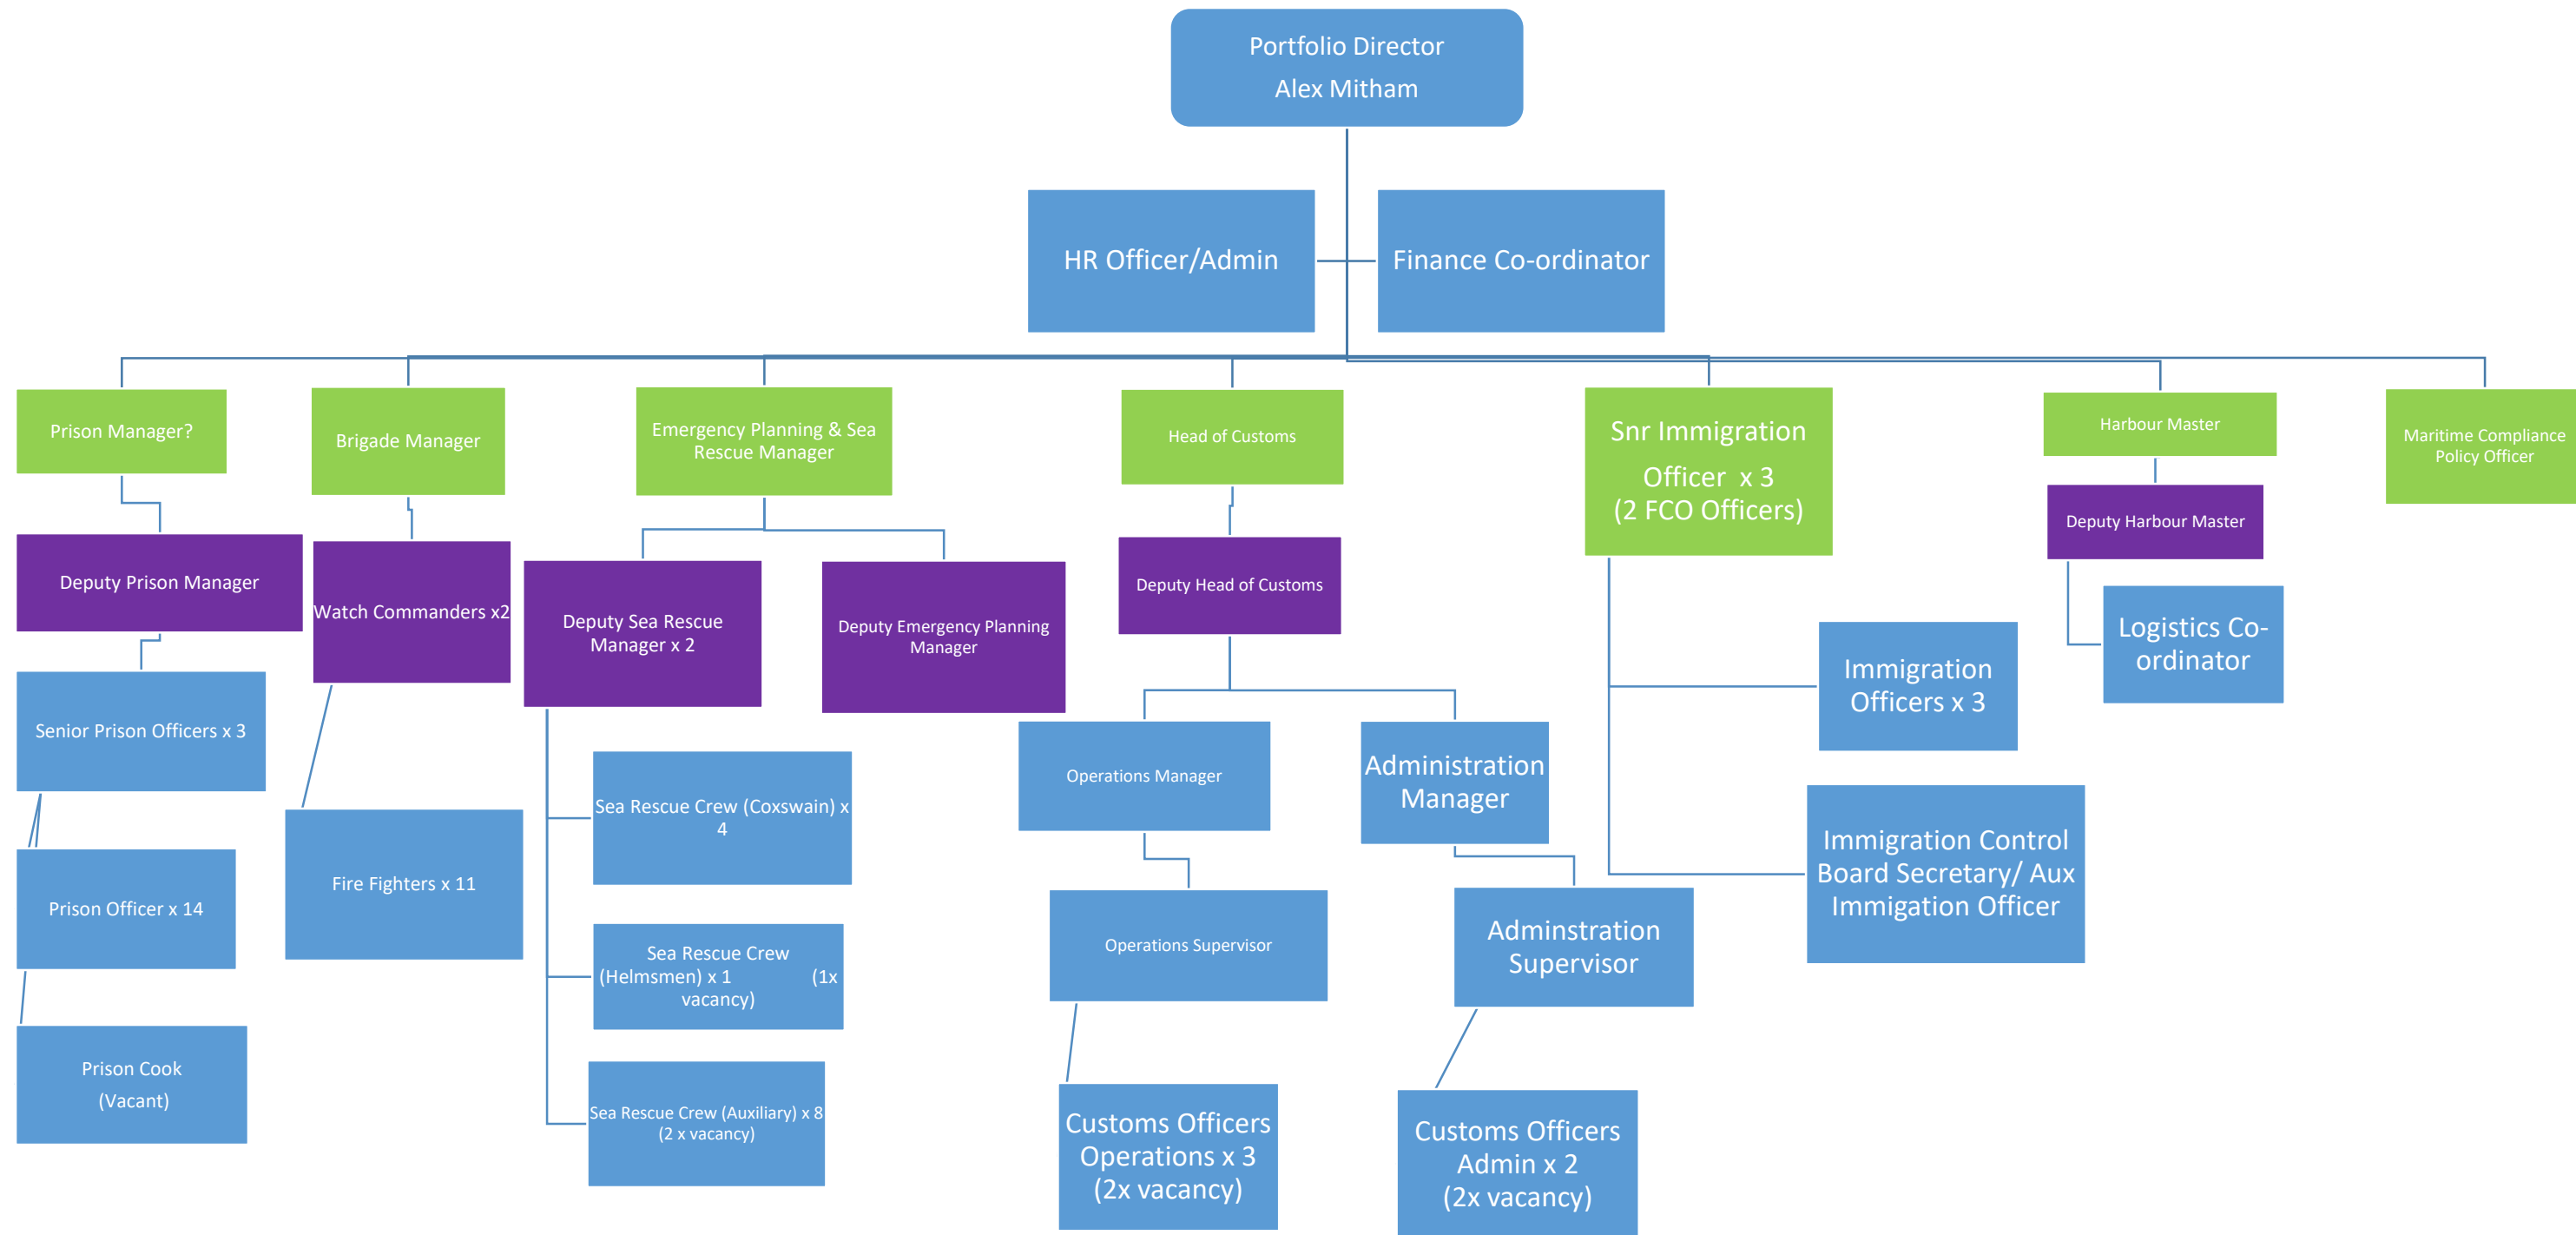 Portfolio Director
Alex Mitham
HR Officer/Admin
Finance Co-ordinator
Prison Manager?
Brigade Manager
Emergency Planning & Sea
Rescue Manager
Head of Customs
Snr Immigration
Officer x 3
(2 FCO Officers)
Harbour Master
Maritime Compliance
Policy Officer
Deputy Prison Manager
Watch Commanders x2
Deputy Sea Rescue
Manager x 2
Deputy Emergency Planning
Manager
Deputy Head of Customs
Deputy Harbour Master
Logistics Co-
ordinator
Senior Prison Officers x 3
Immigration
Officers x 3
Sea Rescue Crew (Coxswain) x
4
Operations Manager
Administration
Manager
Immigration Control
Board Secretary/ Aux
Immigation Officer
Prison Officer x 14
Fire Fighters x 11
Sea Rescue Crew
(Helmsmen) x 1 (1x
vacancy)
Operations Supervisor
Adminstration
Supervisor
Prison Cook
(Vacant)
Sea Rescue Crew (Auxiliary) x 8
(2 x vacancy)
Customs Officers
Operations x 3
(2x vacancy)
Customs Officers
Admin x 2
(2x vacancy)